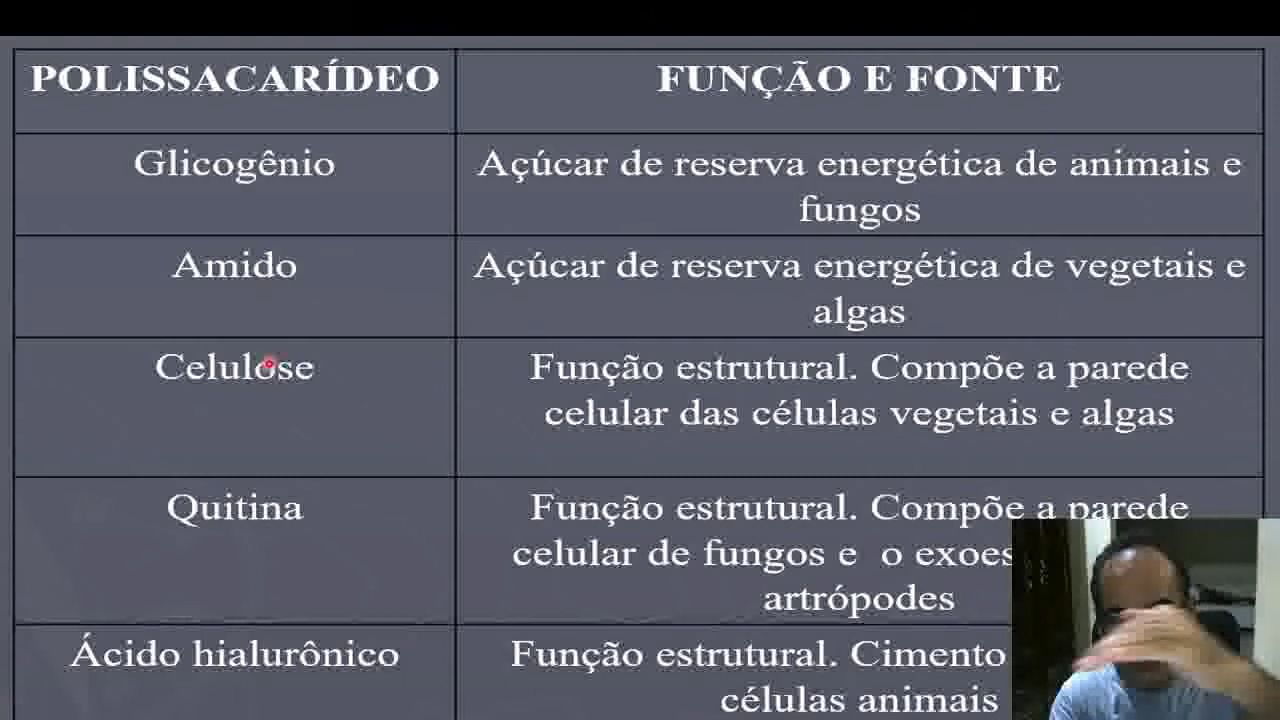 POLISSACARÍDEO
FUNÇÃO E FONTE
Glicogênio
Açúcar de reserva energética de animais e
fungos
Amido
Açúcar de reserva energética de vegetais e
algas
Celulose
Função estrutural. Compõe a parede
celular das células vegetais e algas
Quitina
Função estrutural. Compõe a parede
celular de fungos e o
artrópodes
Ácido hialurônico
Função estrutural. Cimento
células animais